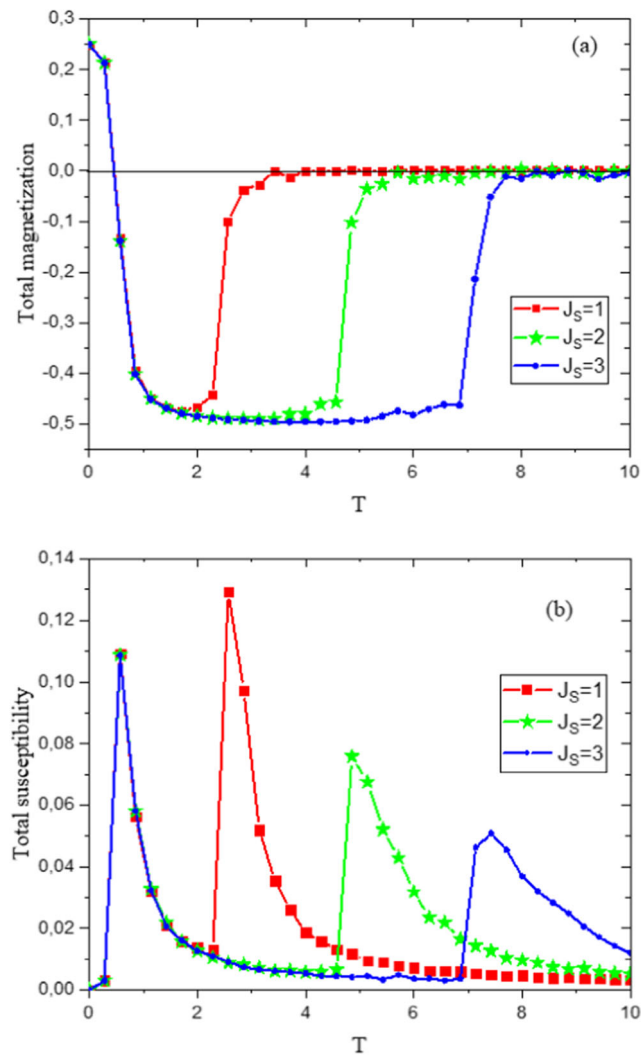 0,3
(a)
0,2
0,1
0,0
-0,1
-0,2
-0,3
-0,4
-0,5
Total magnetization
J_S=1
J_S=2
J_S=3
0 2 4 6 8 10
T
0,14
(b)
0,12
0,10
0,08
0,06
0,04
0,02
0,00
Total susceptibility
J_S=1
J_S=2
J_S=3
0 2 4 6 8 10
T